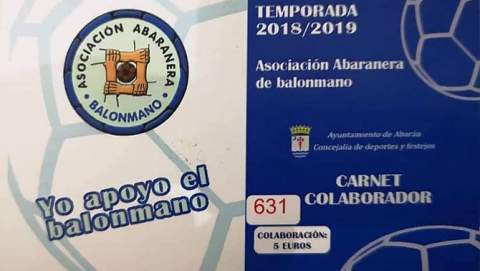 ASOCIACIÓN ABARANERA
· BALONMANO ·
Yo apoyo el
balonmano
TEMPORADA
2018/2019
Asociación Abaranera
de balonmano
Ayuntamiento de Abarán
Concejalía de deportes y festejos
CARNET
COLABORADOR
631
COLABORACIÓN:
5 EUROS